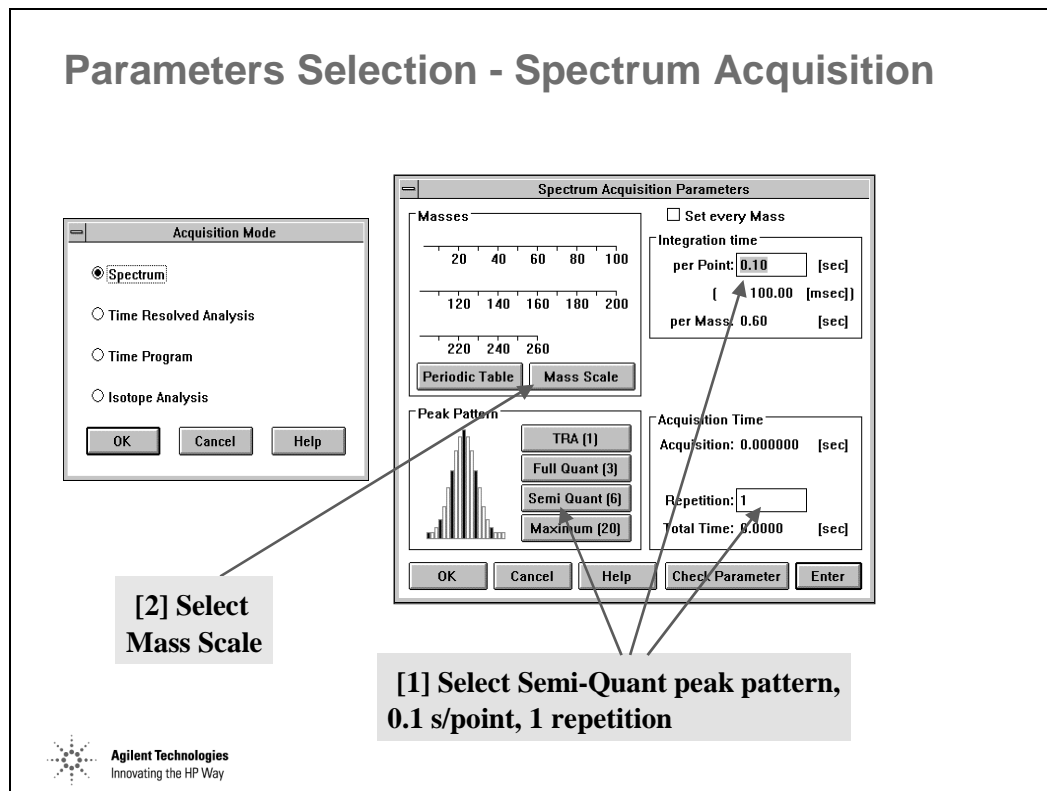 Parameters Selection - Spectrum Acquisition
Acquisition Mode
Spectrum
Time Resolved Analysis
Time Program
Isotope Analysis
OK Cancel Help
Spectrum Acquisition Parameters
Masses
20 40 60 80 100
120 140 160 180 200
220 240 260
Periodic Table Mass Scale
Set every Mass
Integration time
per Point: 0.10 [sec]
( 100.00 [msec])
per Mass: 0.60 [sec]
Peak Pattern
TRA (1)
Full Quant (3)
Semi Quant (6)
Maximum (20)
Acquisition Time
Acquisition: 0.000000 [sec]
Repetition: 1
Total Time: 0.0000 [sec]
OK Cancel Help Check Parameter Enter
[2] Select
Mass Scale
[1] Select Semi-Quant peak pattern,
0.1 s/point, 1 repetition
Agilent Technologies
Innovating the HP Way